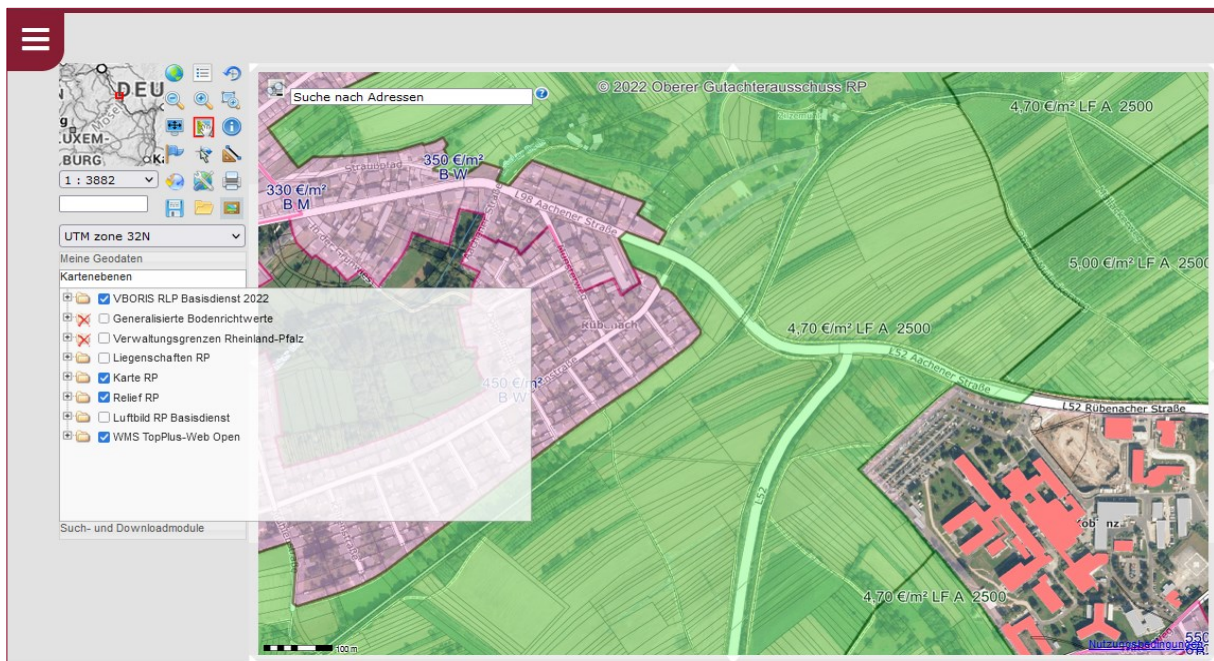 DEU
Mosel
LUXEM-
BURG
1 : 3882
UTM zone 32N
Meine Geodaten
Kartenebenen
VBORIS RLP Basisdienst 2022
Generalisierte Bodenrichtwerte
Verwaltungsgrenzen Rheinland-Pfalz
Liegenschaften RP
Karte RP
Relief RP
Luftbild RP Basisdienst
WMS TopPlus-Web Open
Such- und Downloadmodule
Suche nach Adressen
© 2022 Oberer Gutachterausschuss RP
4,70 €/m² LF A 2500
350 €/m²
B W
330 €/m²
B M
L98 Aachener Straße
5,00 €/m² LF A 2500
Rübenach
4,70 €/m² LF A 2500
L52 Aachener Straße
450 €/m²
B W
L52 Rübenacher Straße
L52
4,70 €/m² LF A 2500
550
Nutzungsbedingungen
100 m